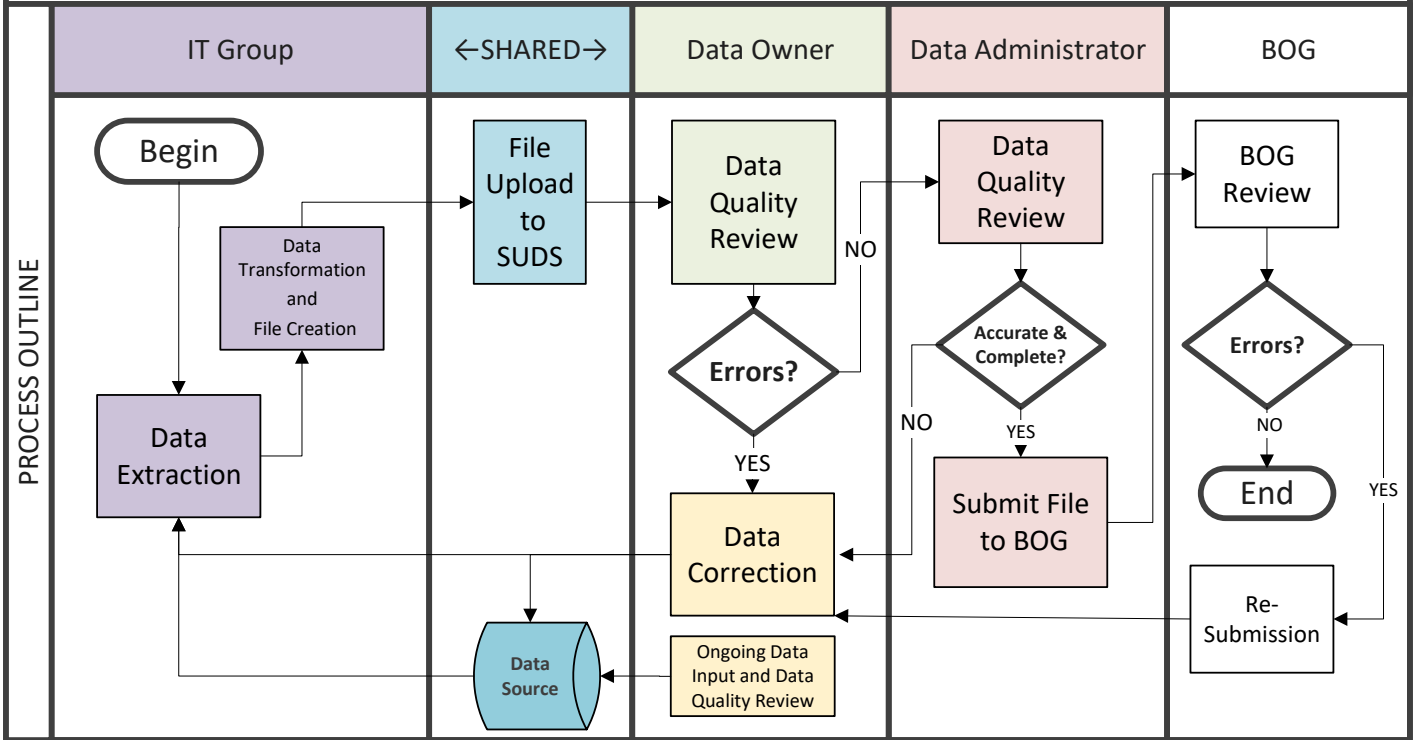 IT Group
←SHARED→
Data Owner
Data Administrator
BOG
PROCESS OUTLINE
Begin
Data
Transformation
and
File Creation
Data
Extraction
File
Upload
to
SUDS
Data
Source
Data
Quality
Review
NO
Errors?
YES
Data
Correction
Ongoing Data
Input and Data
Quality Review
Data
Quality
Review
Accurate &
Complete?
NO
YES
Submit File
to BOG
BOG
Review
Errors?
NO
YES
End
Re-
Submission